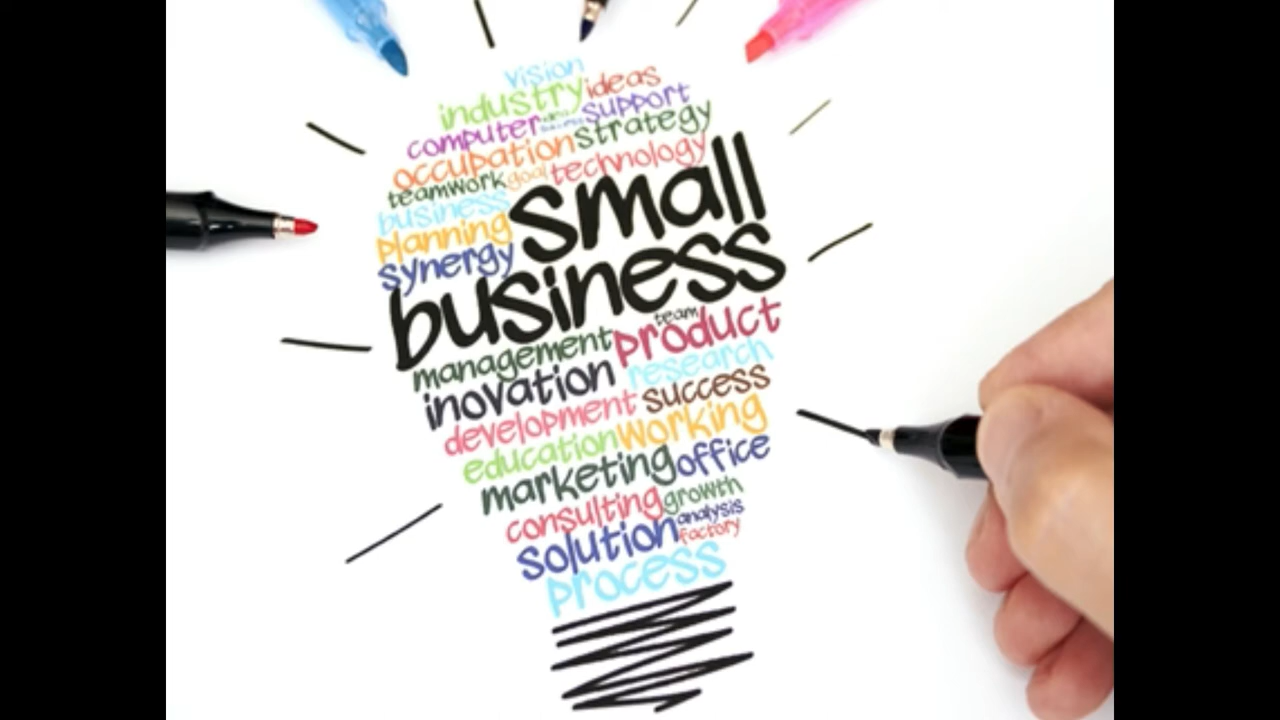 vision
industry ideas
computer support
occupation strategy
teamwork goal technology
business small
planning
synergy
business
team
management product
inovation research
development success
education working
marketing office
consulting growth
solution analysis
factory
process